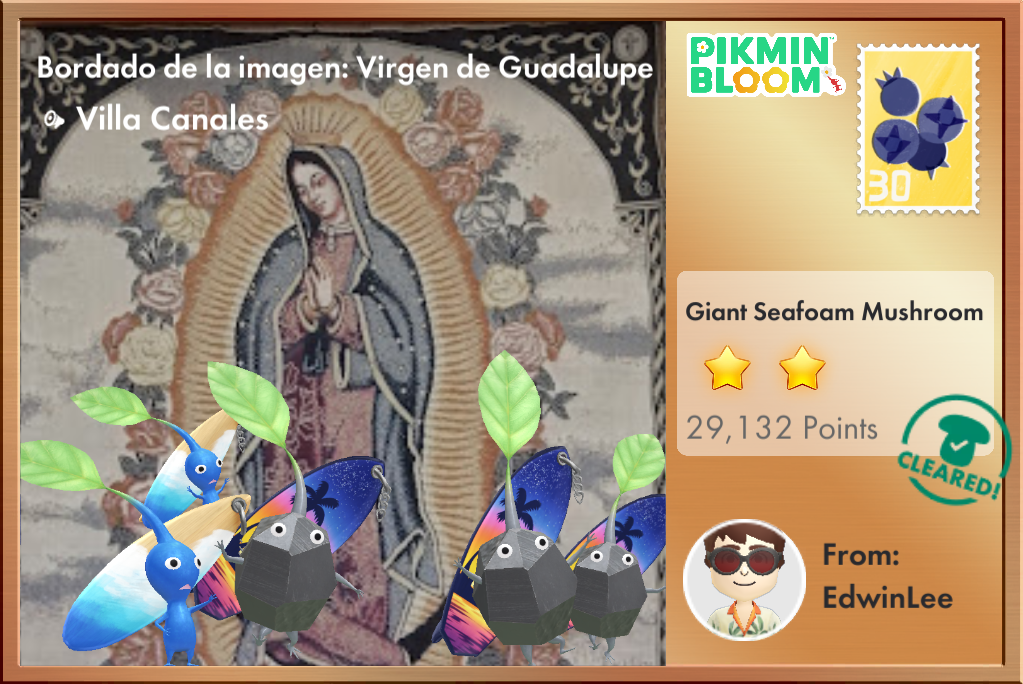 Bordado de la imagen: Virgen de Guadalupe
Villa Canales
PIKMIN
BLOOM
30
Giant Seafoam Mushroom
29,132 Points
CLEARED!
From:
EdwinLee